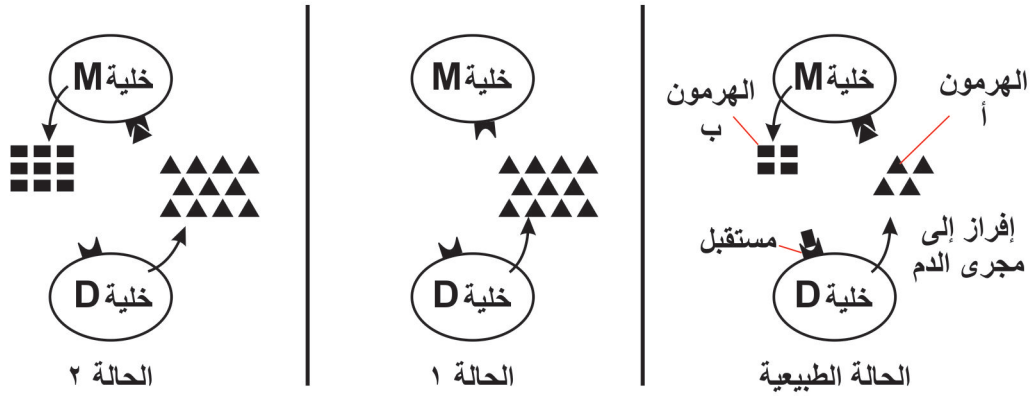 خلية M
الهرمون
أ
الهرمون
ب
إفراز إلى
مجرى الدم
مستقبل
خلية D
الحالة الطبيعية
خلية M
خلية D
الحالة ١
خلية M
خلية D
الحالة ٢